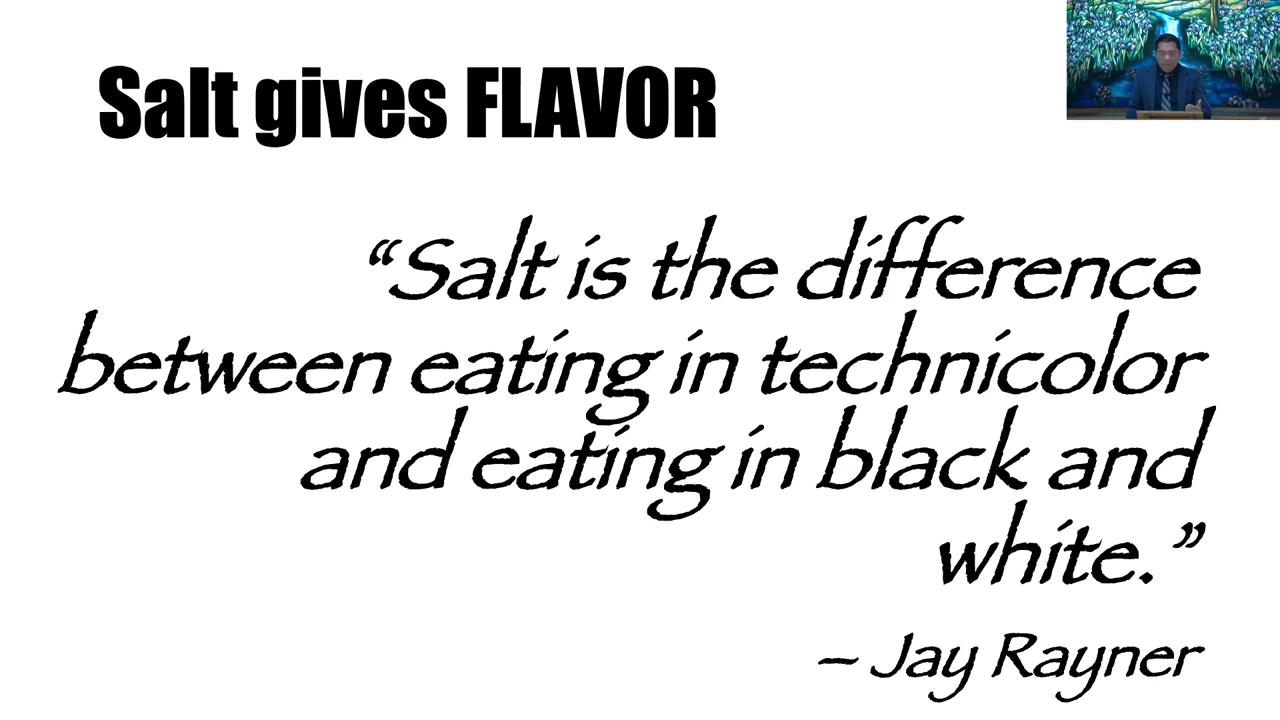 Salt gives FLAVOR
“Salt is the difference
between eating in technicolor
and eating in black and
white.”
– Jay Rayner